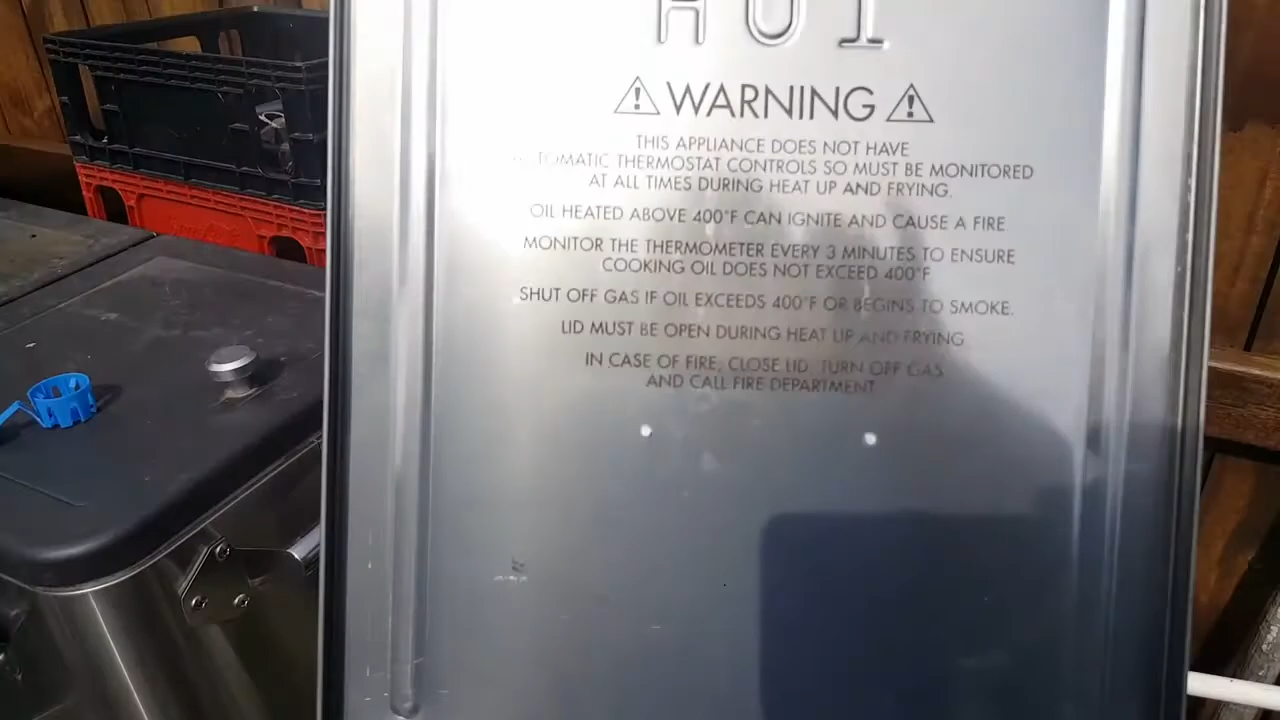 HOT
WARNING
THIS APPLIANCE DOES NOT HAVE
AUTOMATIC THERMOSTAT CONTROLS SO MUST BE MONITORED
AT ALL TIMES DURING HEAT UP AND FRYING.
OIL HEATED ABOVE 400°F CAN IGNITE AND CAUSE A FIRE
MONITOR THE THERMOMETER EVERY 3 MINUTES TO ENSURE
COOKING OIL DOES NOT EXCEED 400°F
SHUT OFF GAS IF OIL EXCEEDS 400°F OR BEGINS TO SMOKE.
LID MUST BE OPEN DURING HEAT UP AND FRYING
IN CASE OF FIRE, CLOSE LID, TURN OFF GAS
AND CALL FIRE DEPARTMENT